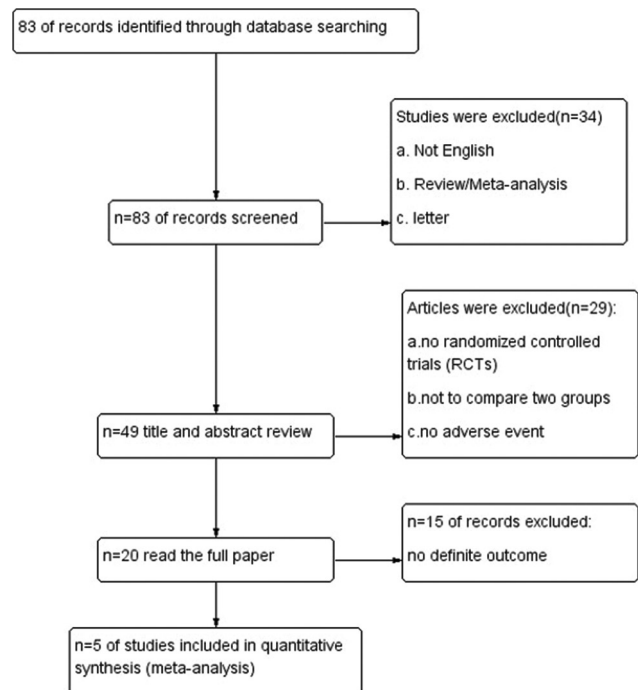 83 of records identified through database searching
Studies were excluded(n=34)
a. Not English
b. Review/Meta-analysis
c. letter
n=83 of records screened
Articles were excluded(n=29):
a.no randomized controlled
trials (RCTs)
b.not to compare two groups
c.no adverse event
n=49 title and abstract review
n=15 of records excluded:
no definite outcome
n=20 read the full paper
n=5 of studies included in quantitative
synthesis (meta-analysis)